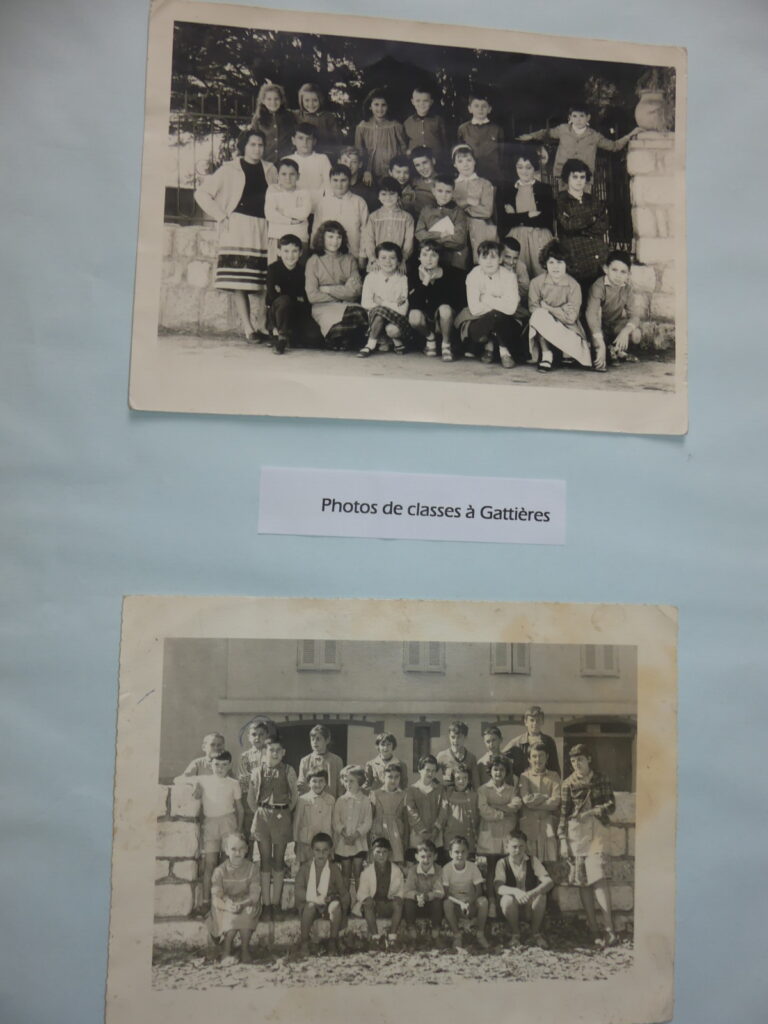 Photos de classes à Gattières